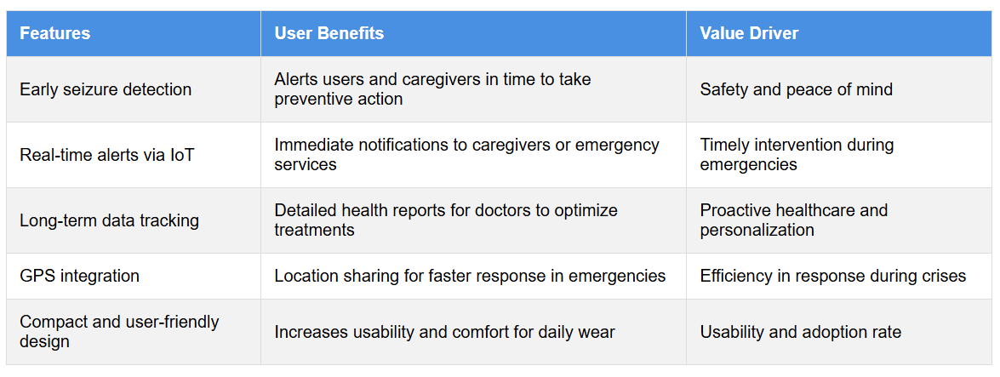 Features
User Benefits
Value Driver
Early seizure detection
Alerts users and caregivers in time to take
preventive action
Safety and peace of mind
Real-time alerts via IoT
Immediate notifications to caregivers or emergency
services
Timely intervention during
emergencies
Long-term data tracking
Detailed health reports for doctors to optimize
treatments
Proactive healthcare and
personalization
GPS integration
Location sharing for faster response in emergencies
Efficiency in response during crises
Compact and user-friendly
design
Increases usability and comfort for daily wear
Usability and adoption rate